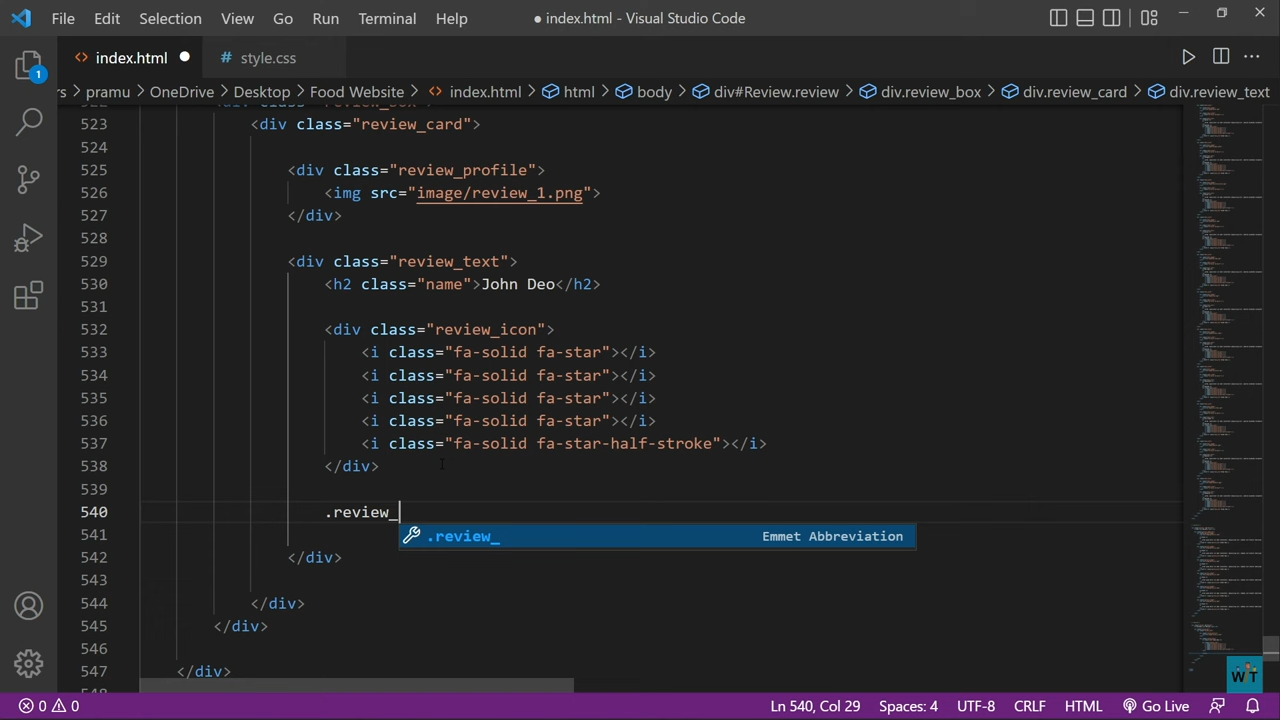 File Edit Selection View Go Run Terminal Help ● index.html - Visual Studio Code
index.html ● # style.css
1
rs > pramu > OneDrive > Desktop > Food Website > index.html > html > body > div#Review.review > div.review_box > div.review_card > div.review_text
523 <div class="review_card">
524
525 <div class="review_profile">
526 <img src="image/review_1.png">
527 </div>
528
529 <div class="review_text">
530 <h2 class="name">John Deo</h2>
531
532 <div class="review_icon">
533 <i class="fa-solid fa-star"></i>
534 <i class="fa-solid fa-star"></i>
535 <i class="fa-solid fa-star"></i>
536 <i class="fa-solid fa-star"></i>
537 <i class="fa-solid fa-star-half-stroke"></i>
538 </div>
539
540 .review_
541 .review_ Emmet Abbreviation
542 </div>
543
544 </div>
545 </div>
546
547 </div>
WT
0 0 Ln 540, Col 29 Spaces: 4 UTF-8 CRLF HTML Go Live